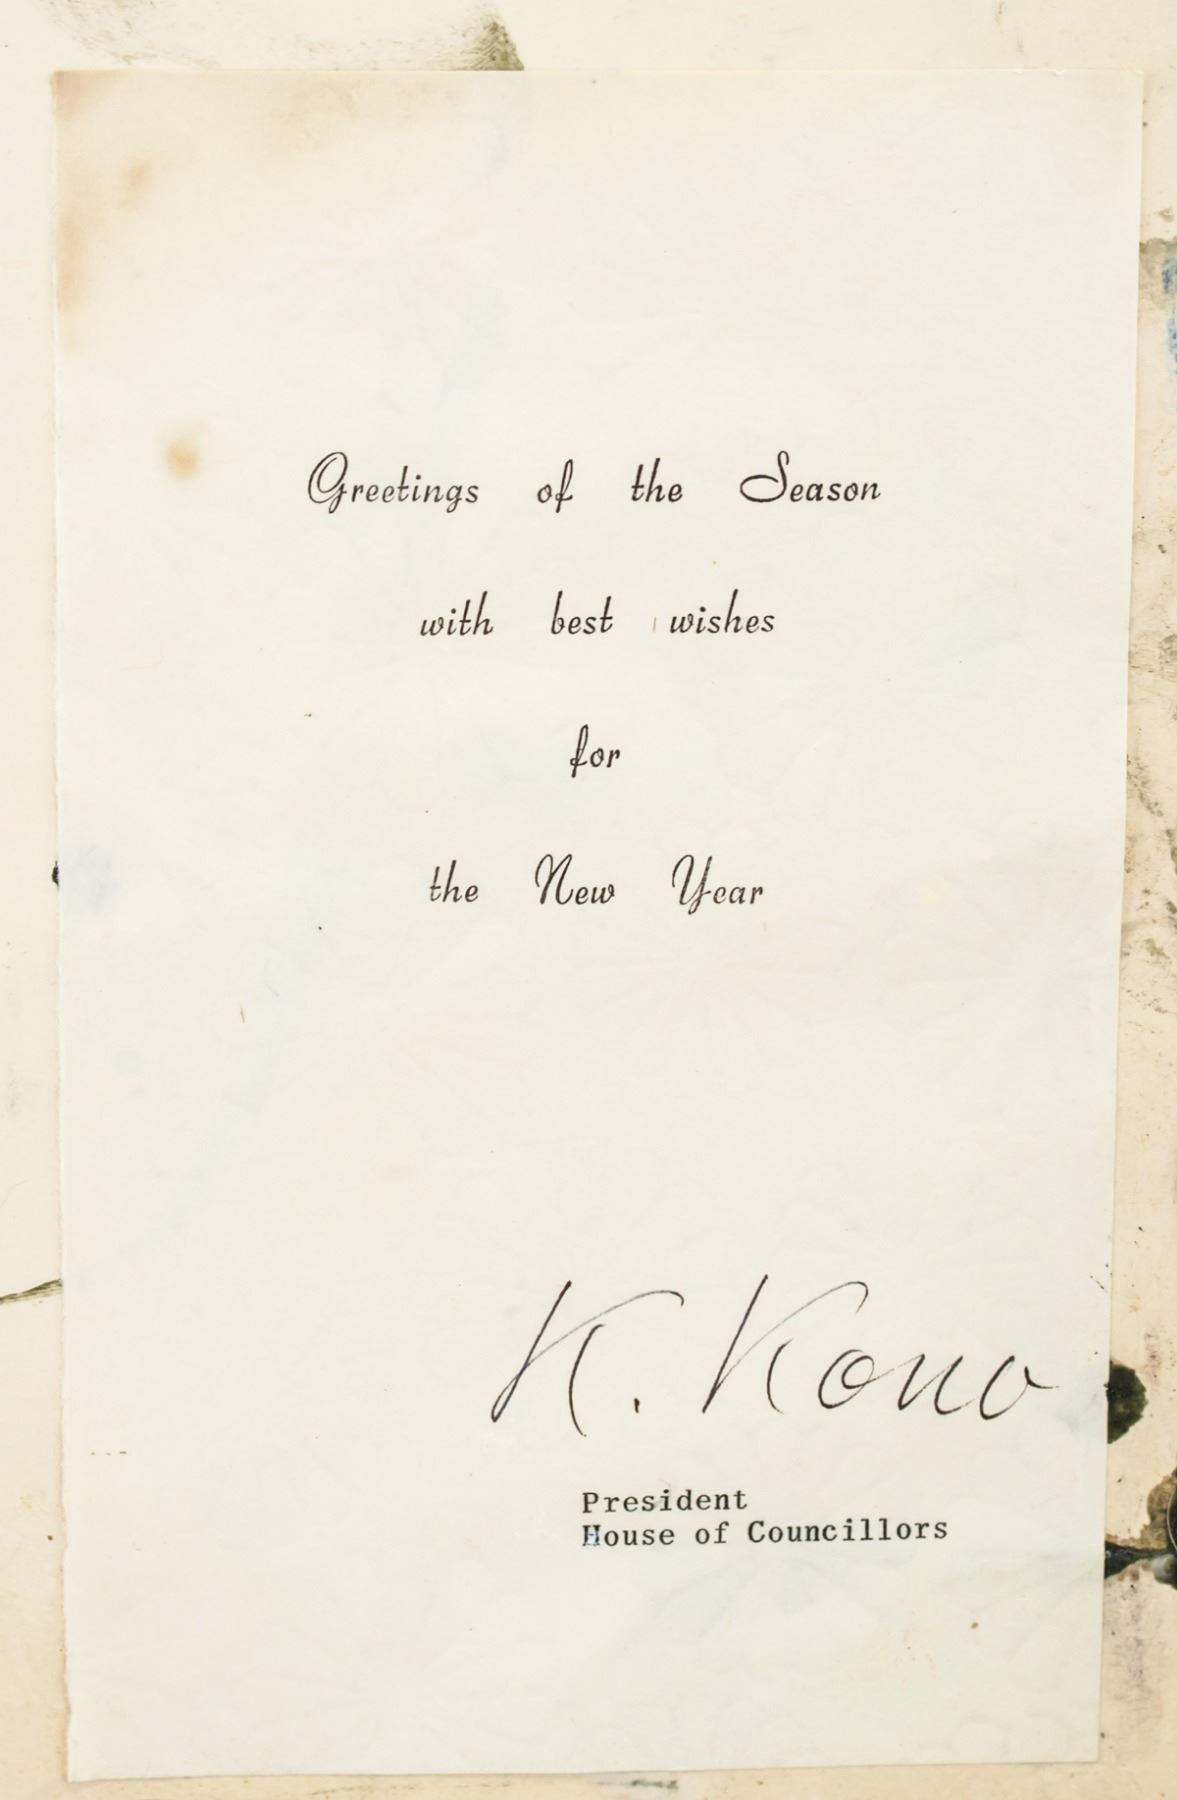 Greetings of the Season
with best wishes
for
the New Year
K. Kono
President
House of Councillors